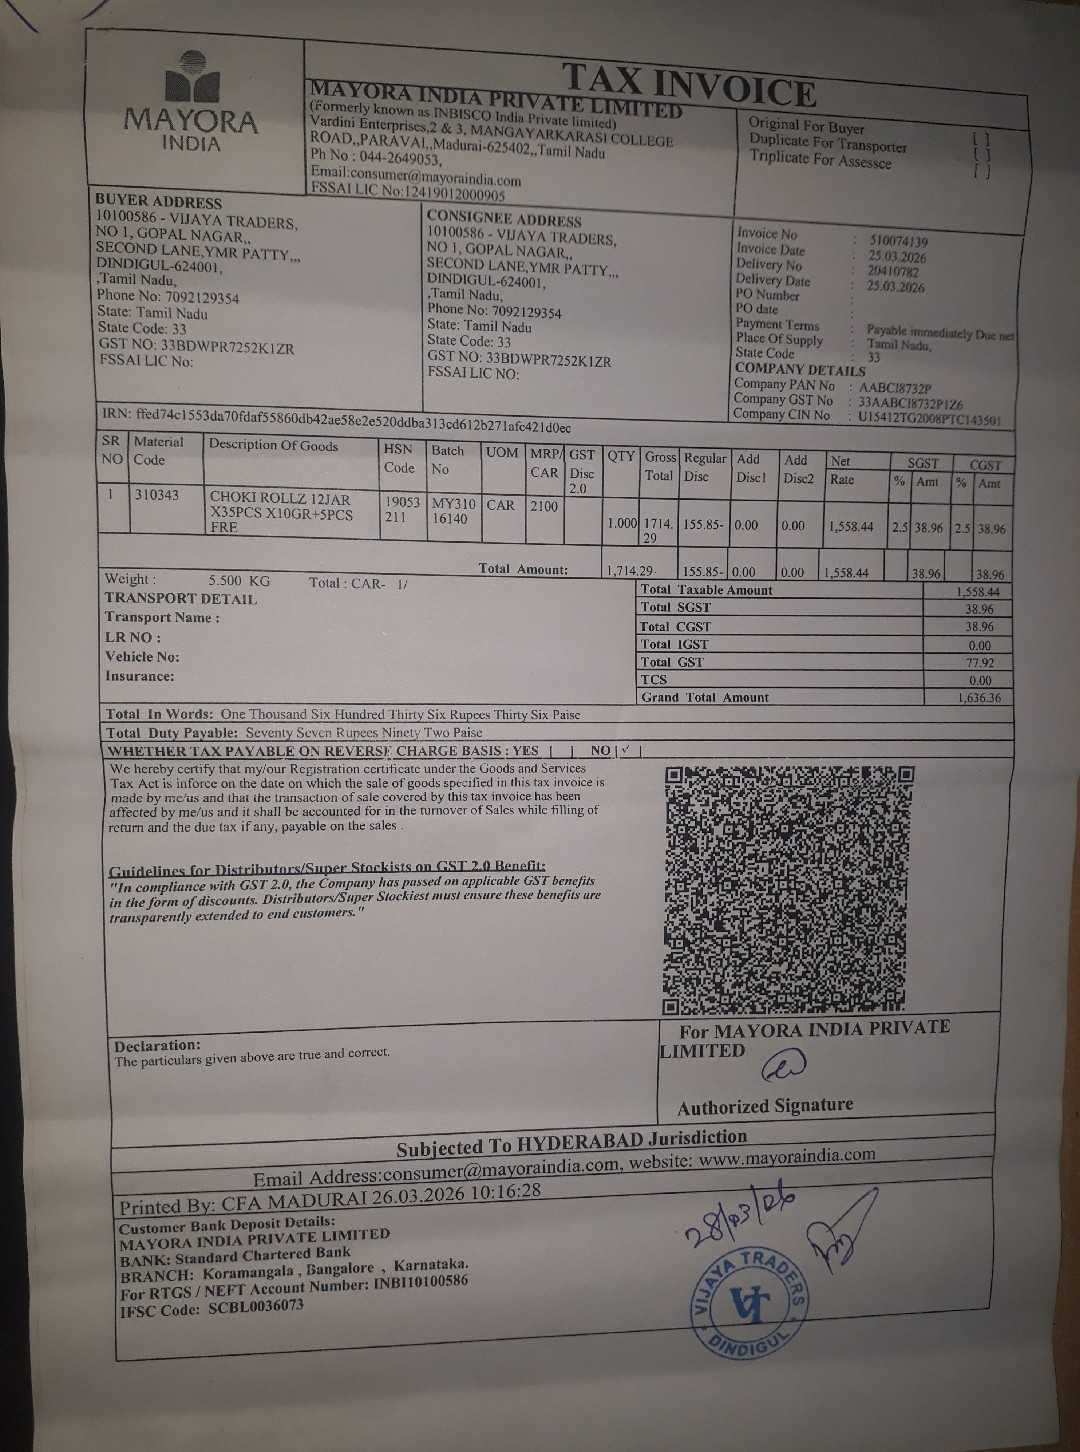 MAYORA
INDIA
TAX INVOICE
MAYORA INDIA PRIVATE LIMITED
(Formerly known as INBISCO India Private limited)
Vardini Enterprises,2 & 3, MANGAYARKARASI COLLEGE
ROAD,,PARAVAI,,Madurai-625402,,Tamil Nadu
Ph No : 044-2649053,
Email:consumer@mayoraindia.com
FSSAI LIC No:12419012000905
Original For Buyer [ ]
Duplicate For Transporter [ ]
Triplicate For Assessce [ ]
BUYER ADDRESS
10100586 - VIJAYA TRADERS,
NO 1, GOPAL NAGAR,,
SECOND LANE,YMR PATTY,,,
DINDIGUL-624001,
,Tamil Nadu,
Phone No: 7092129354
State: Tamil Nadu
State Code: 33
GST NO: 33BDWPR7252K1ZR
FSSAI LIC No:
CONSIGNEE ADDRESS
10100586 - VIJAYA TRADERS,
NO 1, GOPAL NAGAR,,
SECOND LANE,YMR PATTY,,,
DINDIGUL-624001,
,Tamil Nadu,
Phone No: 7092129354
State: Tamil Nadu
State Code: 33
GST NO: 33BDWPR7252K1ZR
FSSAI LIC NO:
Invoice No : 510074139
Invoice Date : 25.03.2026
Delivery No : 20410782
Delivery Date : 25.03.2026
PO Number :
PO date :
Payment Terms : Payable immediately Due net
Place Of Supply : Tamil Nadu,
State Code 33
COMPANY DETAILS
Company PAN No : AABCI8732P
Company GST No : 33AABCI8732P1Z6
Company CIN No : U15412TG2008PTC143501
IRN: ffed74c1553da70fdaf55860db42ae58c2e520ddba313cd612b271afc421d0ec
SR NO Material Code Description Of Goods HSN Code Batch No UOM MRP/ CAR GST Disc 2.0 QTY Gross Total Regular Disc Add Disc1 Add Disc2 Net Rate SGST % Amt CGST % Amt
1 310343 CHOKI ROLLZ 12JAR 19053 MY310 CAR 2100
X35PCS X10GR+5PCS 211 16140 1.000 1714. 155.85- 0.00 0.00 1,558.44 2.5 38.96 2.5 38.96
FRE 29
Total Amount: 1,714.29 155.85- 0.00 0.00 1,558.44 38.96 38.96
Weight : 5.500 KG Total : CAR- 1/
TRANSPORT DETAIL
Transport Name :
LR NO :
Vehicle No:
Insurance:
Total Taxable Amount 1,558.44
Total SGST 38.96
Total CGST 38.96
Total IGST 0.00
Total GST 77.92
TCS 0.00
Grand Total Amount 1,636.36
Total In Words: One Thousand Six Hundred Thirty Six Rupees Thirty Six Paise
Total Duty Payable: Seventy Seven Rupees Ninety Two Paise
WHETHER TAX PAYABLE ON REVERSE CHARGE BASIS : YES [ ] NO [✓ ]
We hereby certify that my/our Registration certificate under the Goods and Services
Tax Act is inforce on the date on which the sale of goods specified in this tax invoice is
made by me/us and that the transaction of sale covered by this tax invoice has been
affected by me/us and it shall be accounted for in the turnover of Sales while filling of
return and the due tax if any, payable on the sales .
Guidelines for Distributors/Super Stockists on GST 2.0 Benefit:
"In compliance with GST 2.0, the Company has passed on applicable GST benefits
in the form of discounts. Distributors/Super Stockiest must ensure these benefits are
transparently extended to end customers."
Declaration:
The particulars given above are true and correct.
For MAYORA INDIA PRIVATE
LIMITED
Authorized Signature
Subjected To HYDERABAD Jurisdiction
Email Address:consumer@mayoraindia.com, website: www.mayoraindia.com
Printed By: CFA MADURAI 26.03.2026 10:16:28
Customer Bank Deposit Details:
MAYORA INDIA PRIVATE LIMITED
BANK: Standard Chartered Bank
BRANCH: Koramangala , Bangalore , Karnataka.
For RTGS / NEFT Account Number: INBI10100586
IFSC Code: SCBL0036073
28/03/26
VIJAYA TRADERS
VT
DINDIGUL